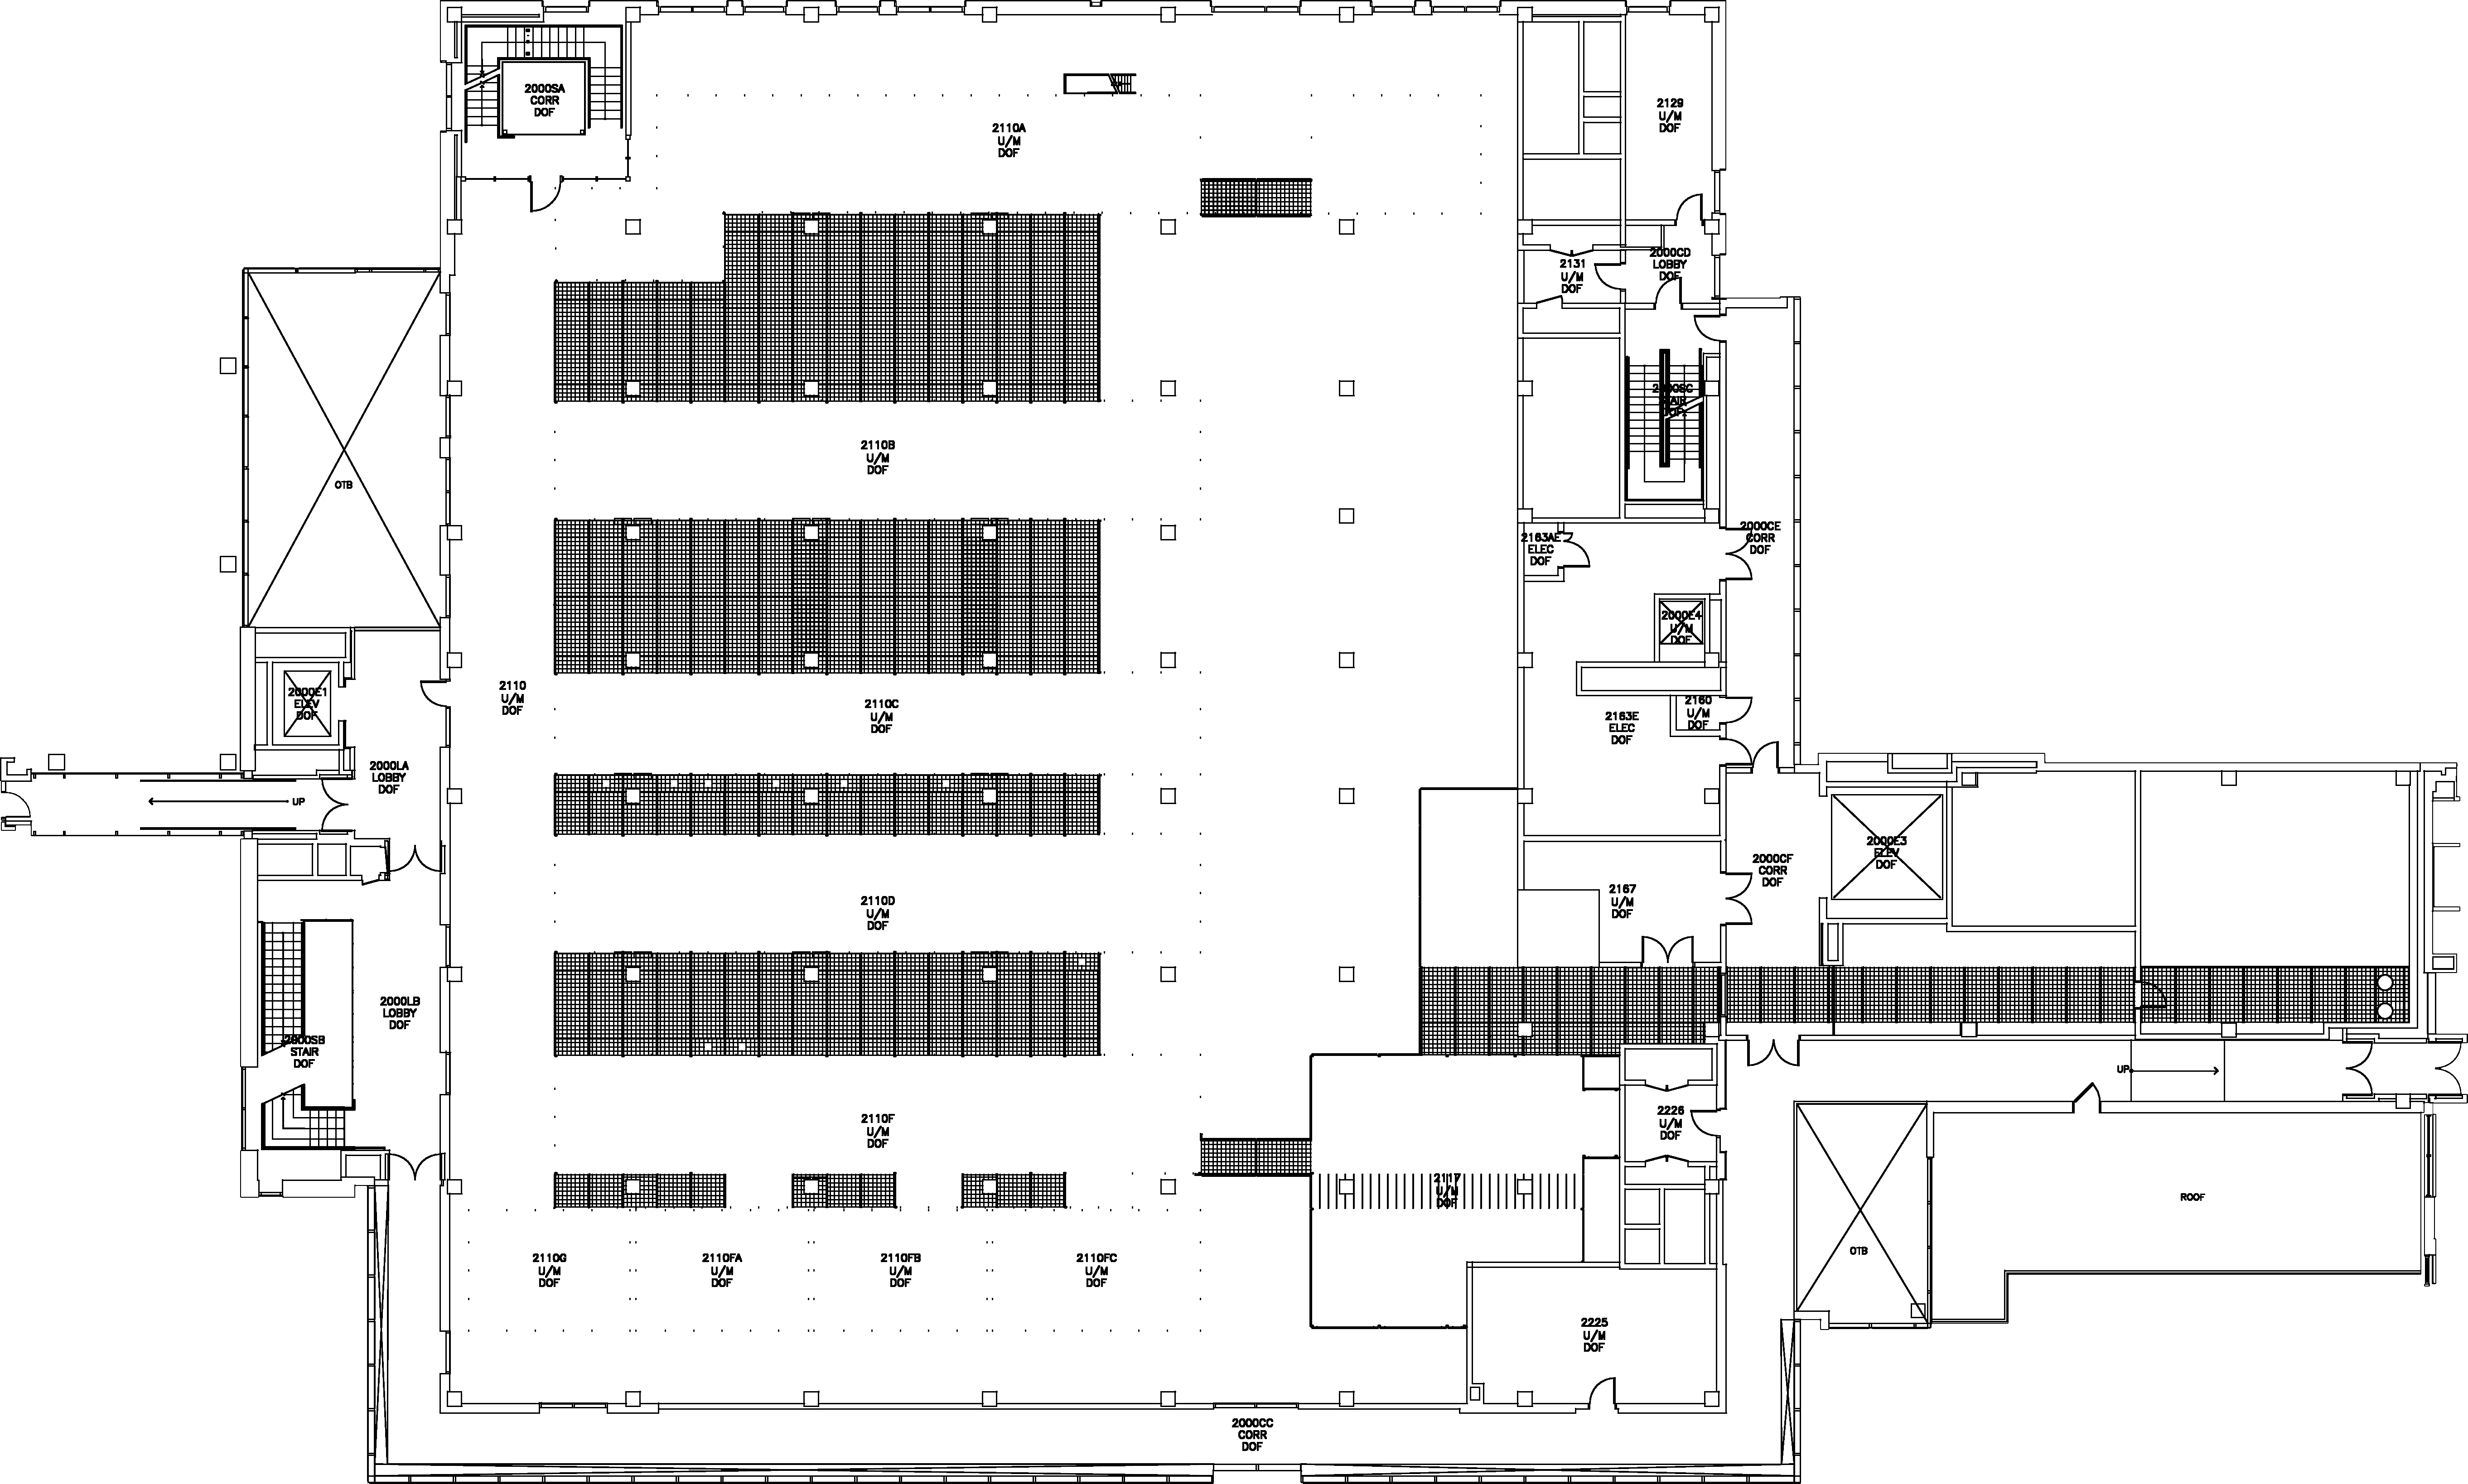 2000SA
CORR
DOF
2110A
U/M
DOF
2129
U/M
DOF
2131
U/M
DOF
2000CD
LOBBY
DOF
2000SC
STAIR
DOF
2110B
U/M
DOF
OTB
2163AE
ELEC
DOF
2000CE
CORR
DOF
2000E4
U/M
DOF
2000E1
ELEV
DOF
2110
U/M
DOF
2110C
U/M
DOF
2163E
ELEC
DOF
2160
U/M
DOF
2000LA
LOBBY
DOF
UP
2110D
U/M
DOF
2167
U/M
DOF
2000CF
CORR
DOF
2000E3
ELEV
DOF
2000LB
LOBBY
DOF
2000SB
STAIR
DOF
UP
2110F
U/M
DOF
2226
U/M
DOF
2117
U/M
DOF
ROOF
OTB
2110G
U/M
DOF
2110FA
U/M
DOF
2110FB
U/M
DOF
2110FC
U/M
DOF
2225
U/M
DOF
2000CC
CORR
DOF